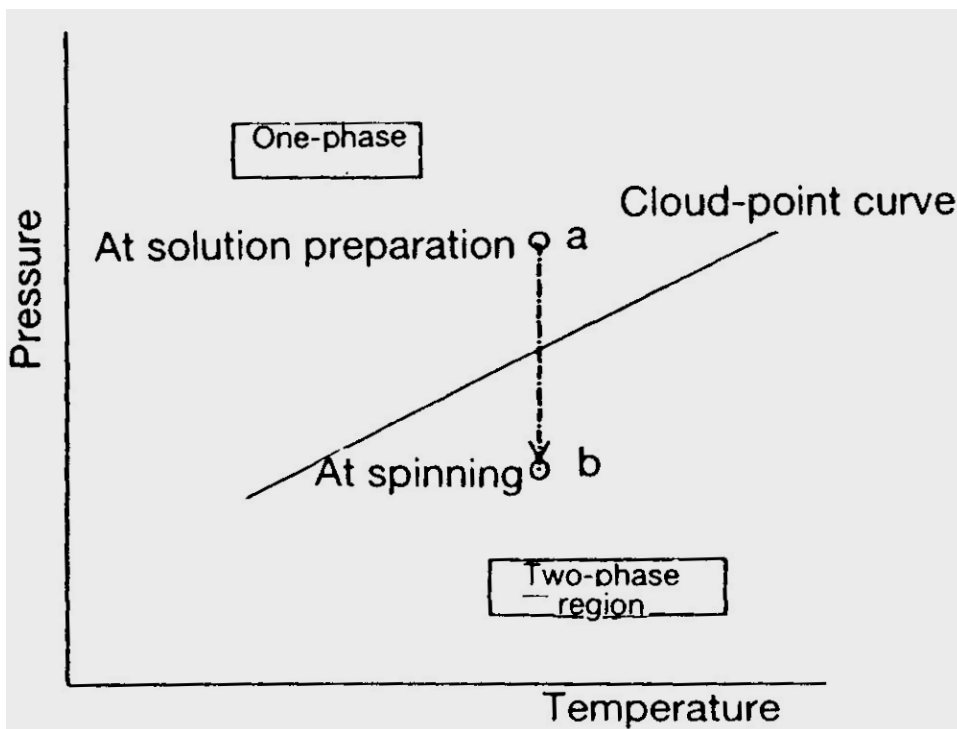 One-phase
Cloud-point curve
At solution preparation
a
Pressure
At spinning
b
Two-phase
region
Temperature